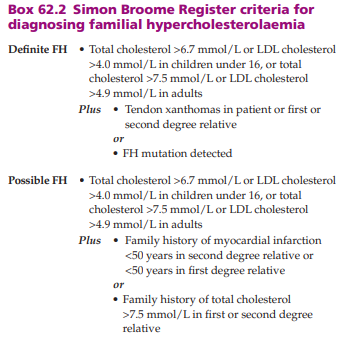 Box 62.2 Simon Broome Register criteria for
diagnosing familial hypercholesterolaemia
Definite FH • Total cholesterol >6.7 mmol/L or LDL cholesterol
>4.0 mmol/L in children under 16, or total
cholesterol >7.5 mmol/L or LDL cholesterol
>4.9 mmol/L in adults
Plus • Tendon xanthomas in patient or first or
second degree relative
or
• FH mutation detected
Possible FH • Total cholesterol >6.7 mmol/L or LDL cholesterol
>4.0 mmol/L in children under 16, or total
cholesterol >7.5 mmol/L or LDL cholesterol
>4.9 mmol/L in adults
Plus • Family history of myocardial infarction
<50 years in second degree relative or
<50 years in first degree relative
or
• Family history of total cholesterol
>7.5 mmol/L in first or second degree
relative